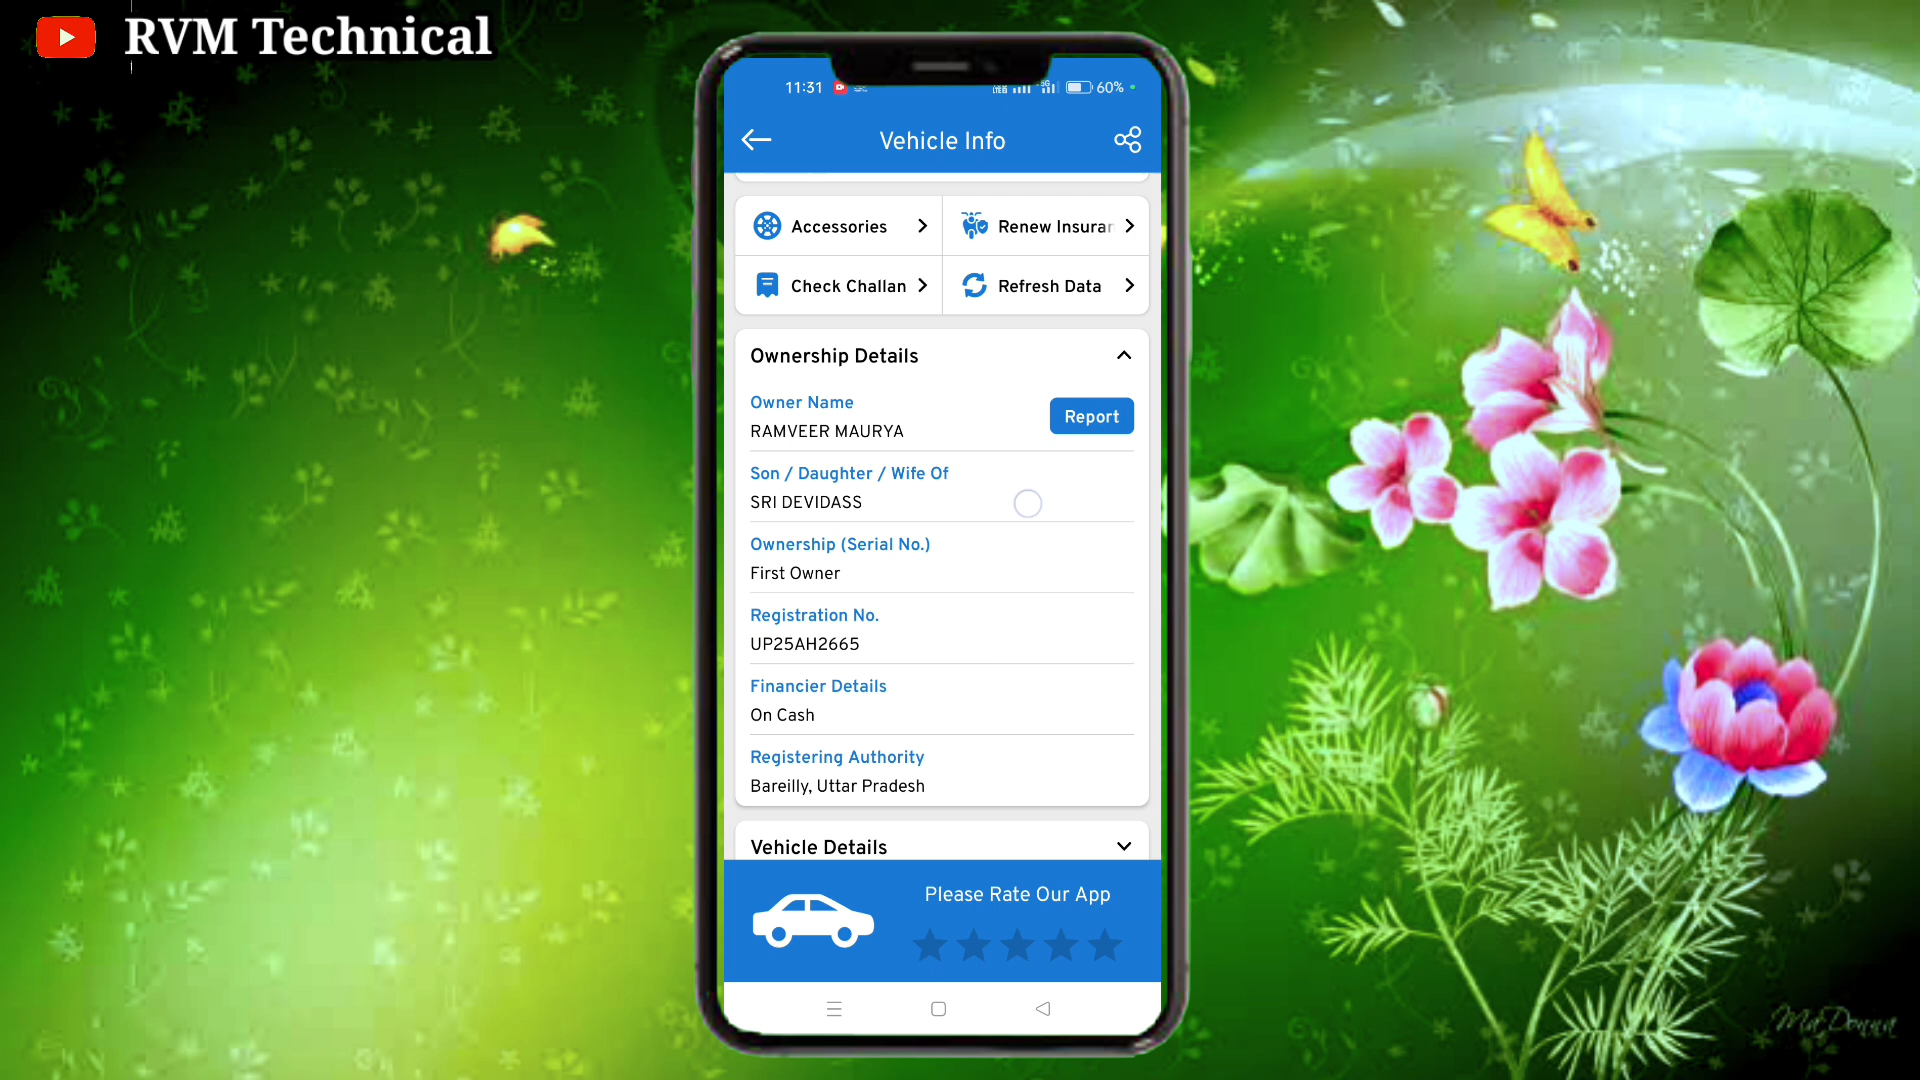 RVM Technical
11:31
60%
Vehicle Info
Accessories
Renew Insurar
Check Challan
Refresh Data
Ownership Details
Owner Name
RAMVEER MAURYA
Report
Son / Daughter / Wife Of
SRI DEVIDASS
Ownership (Serial No.)
First Owner
Registration No.
UP25AH2665
Financier Details
On Cash
Registering Authority
Bareilly, Uttar Pradesh
Vehicle Details
Please Rate Our App
MaDonna